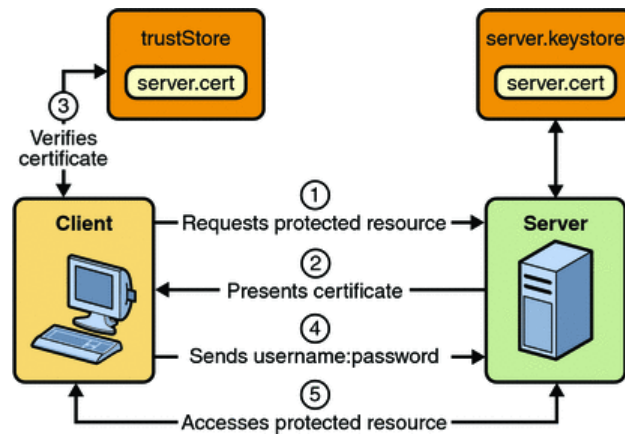 trustStore
server.cert
server.keystore
server.cert
3
Verifies
certificate
Client
1
Requests protected resource
Server
2
Presents certificate
4
Sends username:password
5
Accesses protected resource